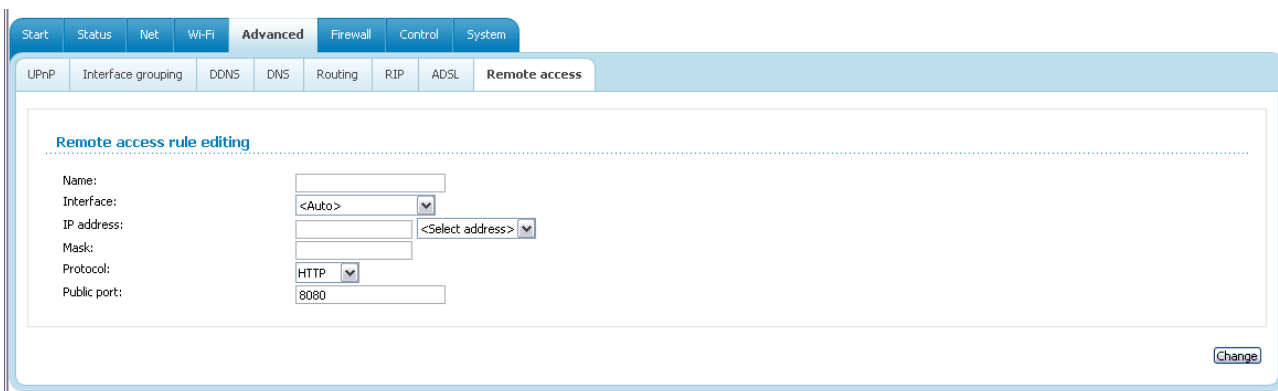 Start Status Net Wi-Fi Advanced Firewall Control System
UPnP Interface grouping DDNS DNS Routing RIP ADSL Remote access
Remote access rule editing
Name:
Interface: <Auto>
IP address: <Select address>
Mask:
Protocol: HTTP
Public port: 8080
Change